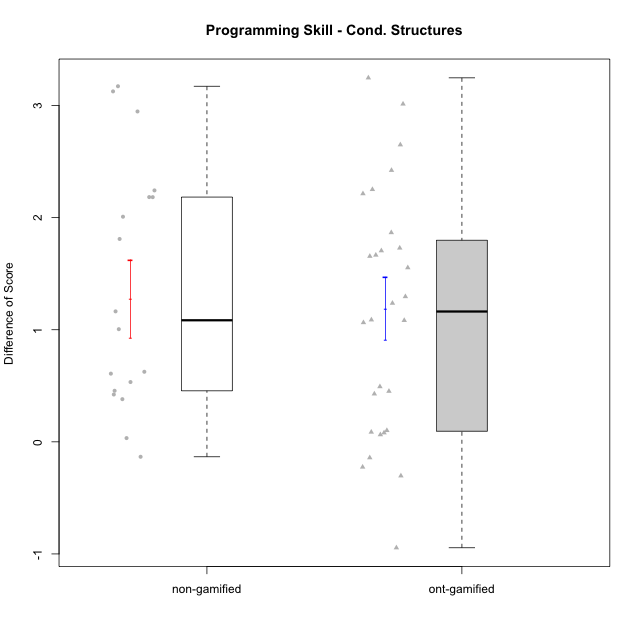 Programming Skill - Cond. Structures
Difference of Score
3
2
1
0
-1
non-gamified
ont-gamified